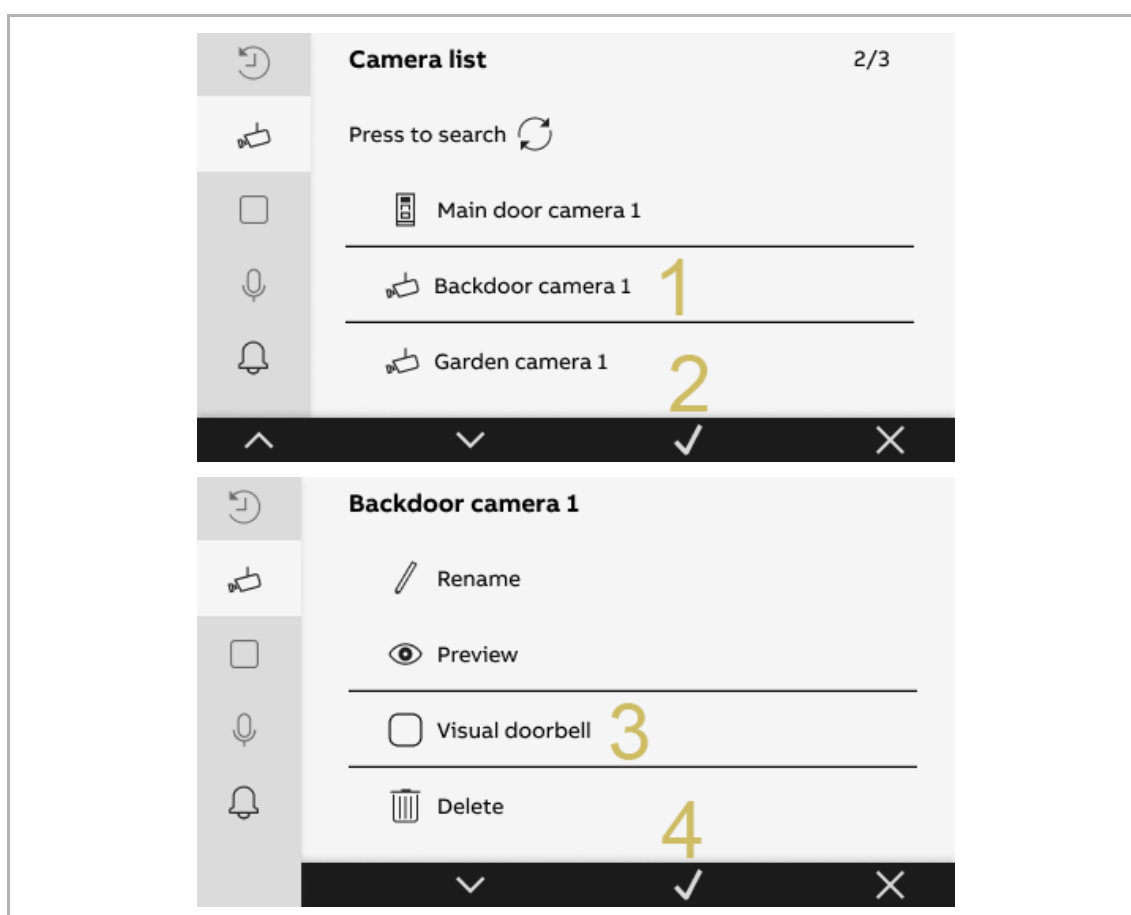 Camera list 2/3
Press to search
Main door camera 1
Backdoor camera 1 1
Garden camera 1 2
Backdoor camera 1
Rename
Preview
Visual doorbell 3
Delete 4